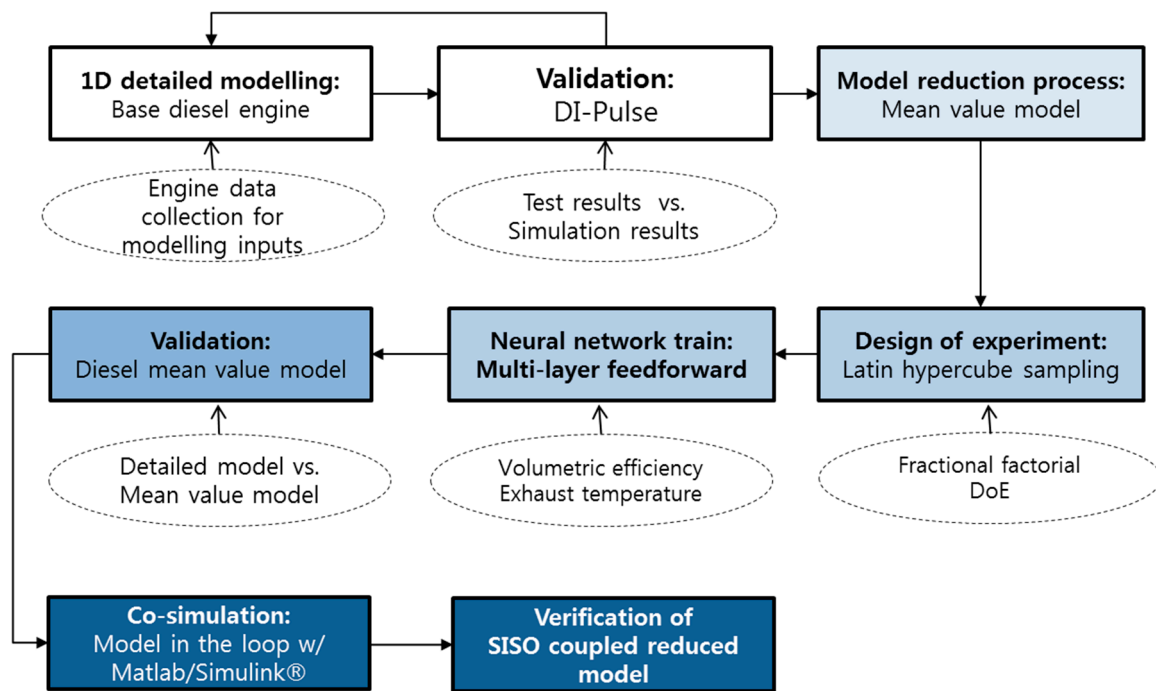 1D detailed modelling:
Base diesel engine
Validation:
DI-Pulse
Model reduction process:
Mean value model
Engine data
collection for
modelling inputs
Test results vs.
Simulation results
Validation:
Diesel mean value model
Neural network train:
Multi-layer feedforward
Design of experiment:
Latin hypercube sampling
Detailed model vs.
Mean value model
Volumetric efficiency
Exhaust temperature
Fractional factorial
DoE
Co-simulation:
Model in the loop w/
Matlab/Simulink®
Verification of
SISO coupled reduced
model